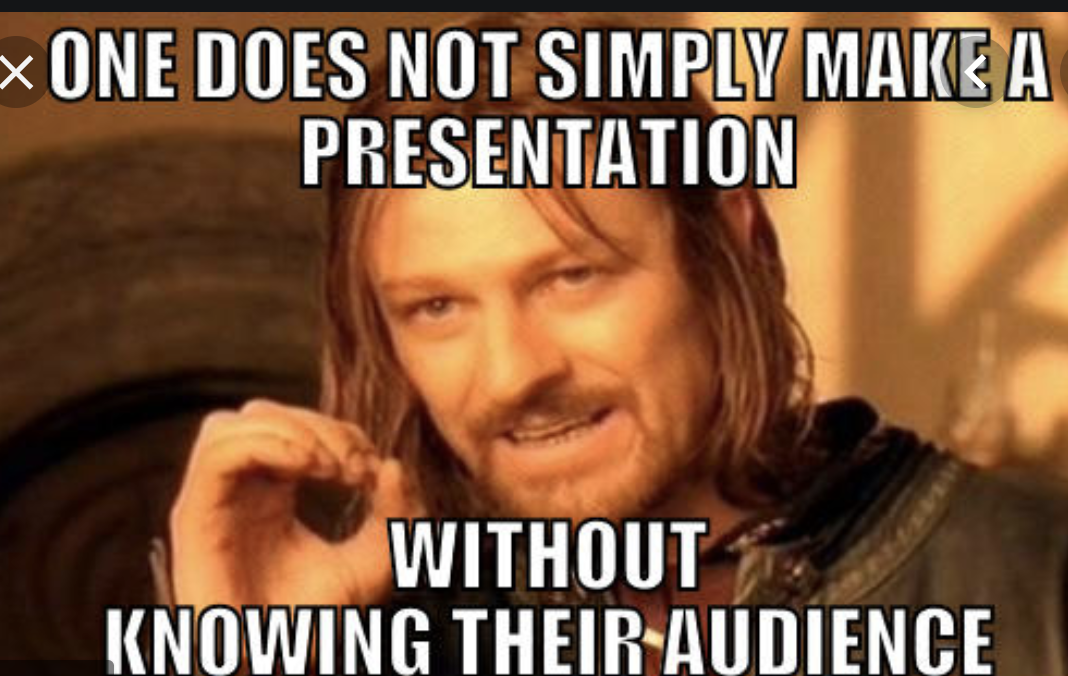 ONE DOES NOT SIMPLY MAKE A
PRESENTATION
WITHOUT
KNOWING THEIR AUDIENCE